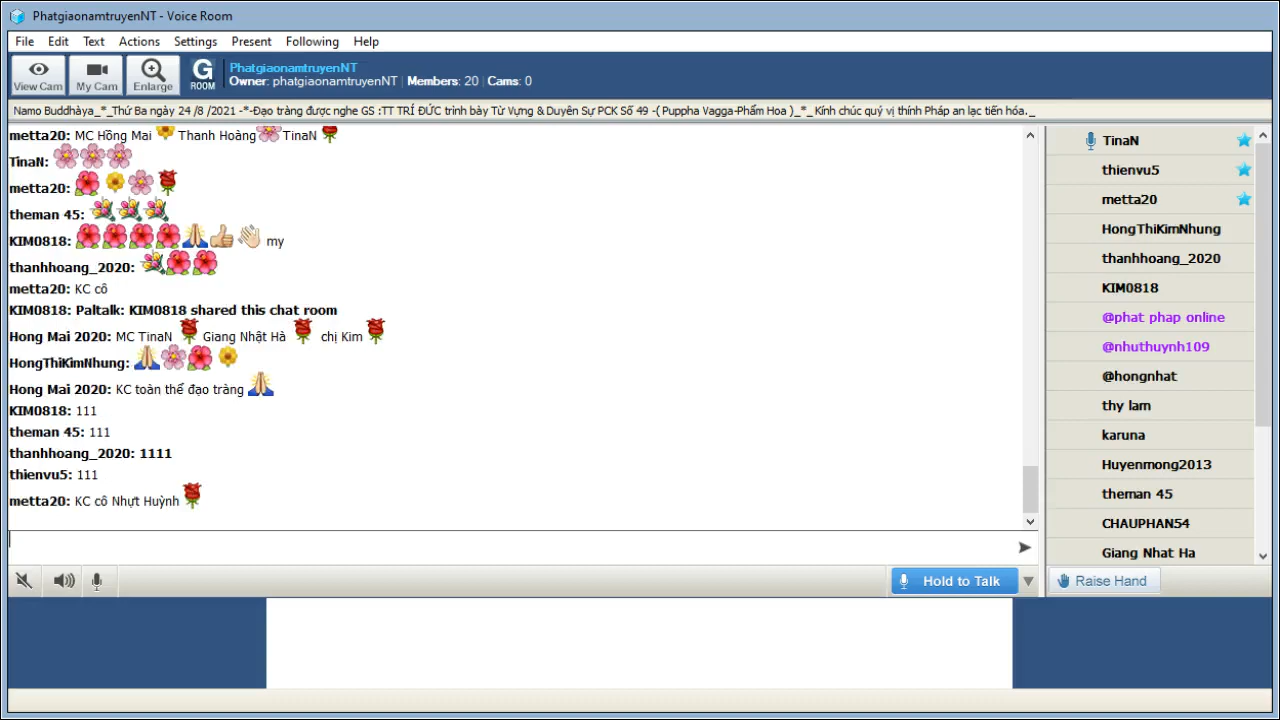 PhatgiaonamtruyenNT - Voice Room
File Edit Text Actions Settings Present Following Help
View Cam My Cam Enlarge G ROOM
PhatgiaonamtruyenNT
Owner: phatgiaonamtruyenNT | Members: 20 | Cams: 0
Namo Buddhàya_*_Thứ Ba ngày 24 /8 /2021 -*-Đạo tràng được nghe GS :TT TRÍ ĐỨC trình bày Từ Vựng & Duyên Sự PCK Số 49 -( Puppha Vagga-Phẩm Hoa )_*_Kính chúc quý vị thính Pháp an lạc tiến hóa._
metta20: MC Hồng Mai Thanh Hoàng TinaN
TinaN:
metta20:
theman 45:
KIM0818: my
thanhhoang_2020:
metta20: KC cô
KIM0818: Paltalk: KIM0818 shared this chat room
Hong Mai 2020: MC TinaN Giang Nhật Hà chị Kim
HongThiKimNhung:
Hong Mai 2020: KC toàn thể đạo tràng
KIM0818: 111
theman 45: 111
thanhhoang_2020: 1111
thienvu5: 111
metta20: KC cô Nhựt Huỳnh
TinaN
thienvu5
metta20
HongThiKimNhung
thanhhoang_2020
KIM0818
@phat phap online
@nhuthuynh109
@hongnhat
thy lam
karuna
Huyenmong2013
theman 45
CHAUPHAN54
Giang Nhat Ha
Hold to Talk
Raise Hand